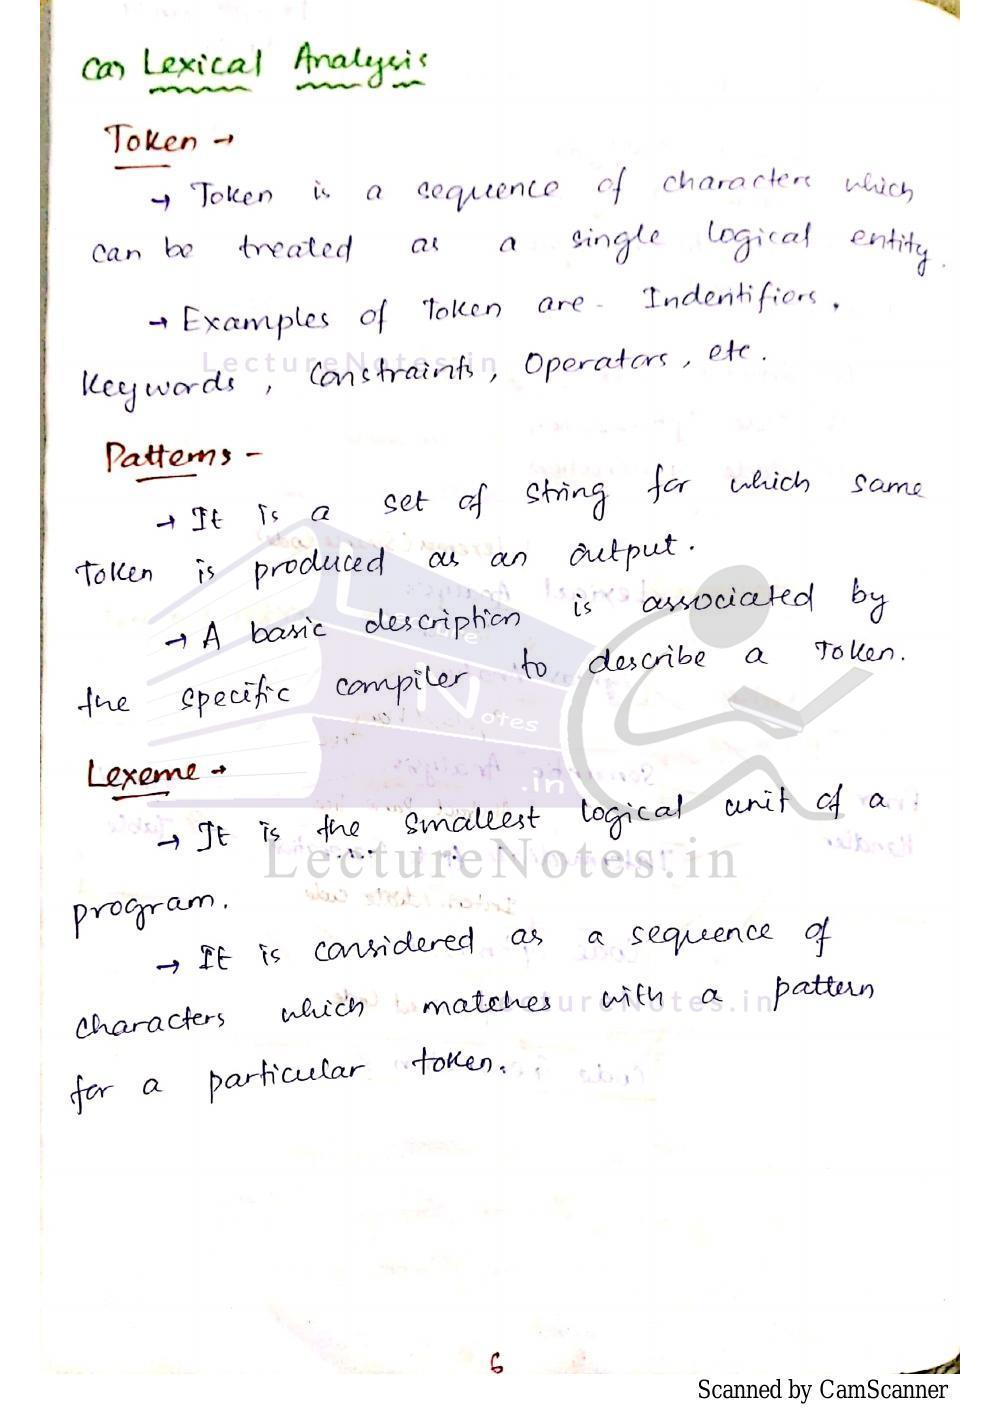 (a) Lexical Analysis
Token →
→ Token is a sequence of characters which
can be treated as a single logical entity.
→ Examples of Token are - Indentifiors,
LectureNotes.in
Keywords, Constraints, Operators, etc.
Patterns -
→ It is a set of string for which same
Token is produced as an output.
→ A basic description is associated by
the specific compiler to describe a Token.
Lecture
Notes
.in
Lexeme →
→ It is the smallest logical unit of a
LectureNotes.in
program.
→ It is considered as a sequence of
characters which matches with a pattern
LectureNotes.in
for a particular token.
6
Scanned by CamScanner